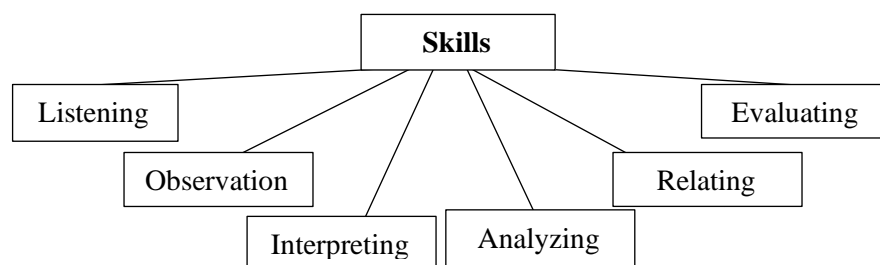 Skills
Listening
Evaluating
Observation
Relating
Interpreting
Analyzing